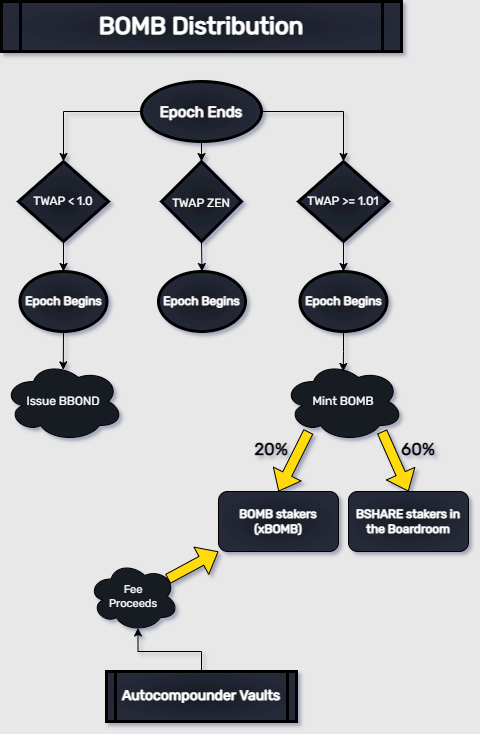 BOMB Distribution
Epoch Ends
TWAP < 1.0
TWAP ZEN
TWAP >= 1.01
Epoch Begins
Epoch Begins
Epoch Begins
Issue BBOND
Mint BOMB
20%
60%
BOMB stakers
(xBOMB)
BSHARE stakers in
the Boardroom
Fee
Proceeds
Autocompounder Vaults